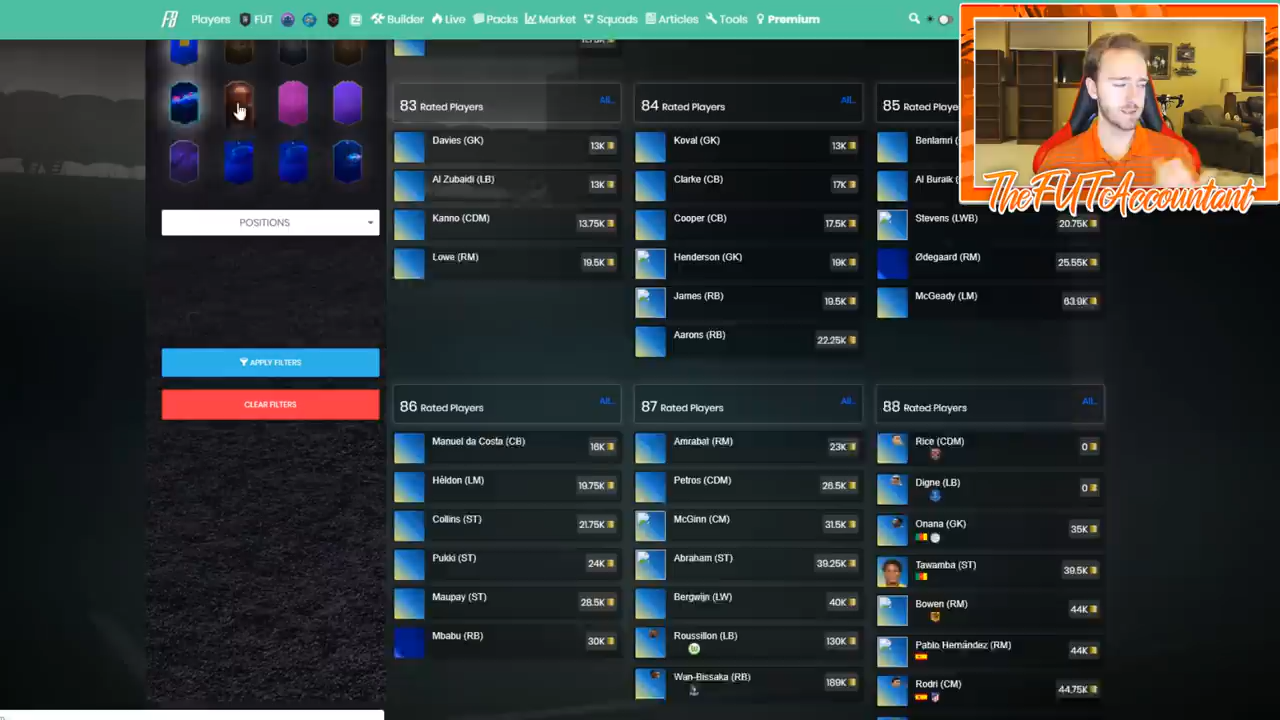 F8 Players FUT Builder Live Packs Market Squads Articles Tools Premium
TheFUTAccountant
POSITIONS
APPLY FILTERS
CLEAR FILTERS
83 Rated Players All..
Davies (GK) 13K
Al Zubaidi (LB) 13K
Kanno (CDM) 13.75K
Lowe (RM) 19.5K
84 Rated Players All..
Koval (GK) 13K
Clarke (CB) 17K
Cooper (CB) 17.5K
Henderson (GK) 19K
James (RB) 19.5K
Aarons (RB) 22.25K
85 Rated Players
Benlamri
Al Buraik
Stevens (LWB) 20.75K
Ødegaard (RM) 25.55K
McGeady (LM) 63.9K
86 Rated Players All..
Manuel da Costa (CB) 16K
Héldon (LM) 19.75K
Collins (ST) 21.75K
Pukki (ST) 24K
Maupay (ST) 28.5K
Mbabu (RB) 30K
87 Rated Players All..
Amrabat (RM) 23K
Petros (CDM) 26.5K
McGinn (CM) 31.5K
Abraham (ST) 39.25K
Bergwijn (LW) 40K
Roussillon (LB) 130K
Wan-Bissaka (RB) 189K
88 Rated Players All..
Rice (CDM) 0
Digne (LB) 0
Onana (GK) 35K
Tawamba (ST) 39.5K
Bowen (RM) 44K
Pablo Hernández (RM) 44K
Rodri (CM) 44.75K